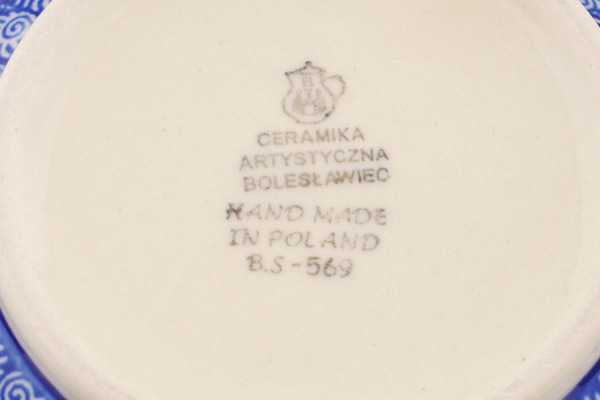 CERAMIKA
ARTYSTYCZNA
BOLESŁAWIEC
HAND MADE
IN POLAND
B.S-569